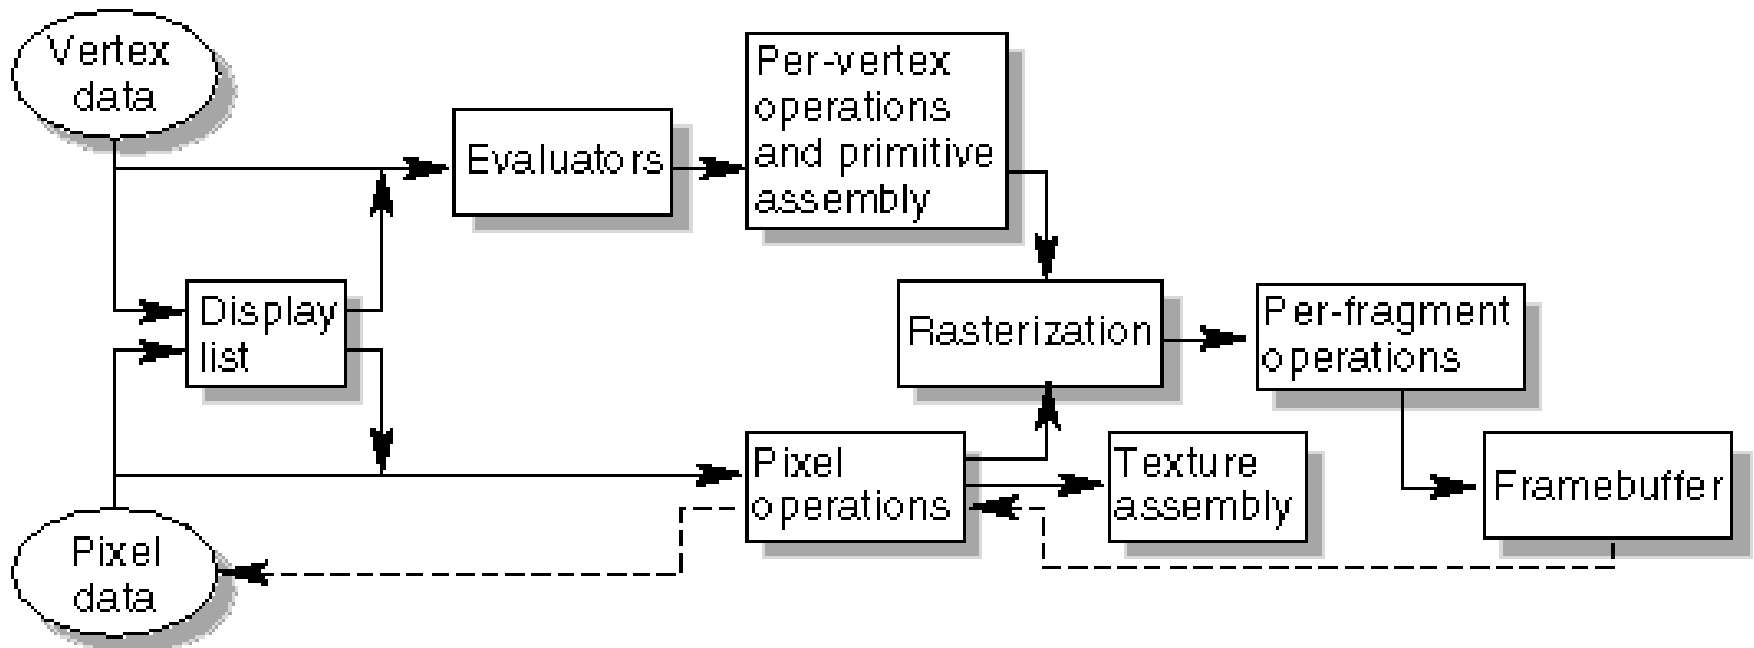 Vertex
data
Evaluators
Per-vertex
operations
and primitive
assembly
Display
list
Rasterization
Per-fragment
operations
Pixel
operations
Texture
assembly
Framebuffer
Pixel
data